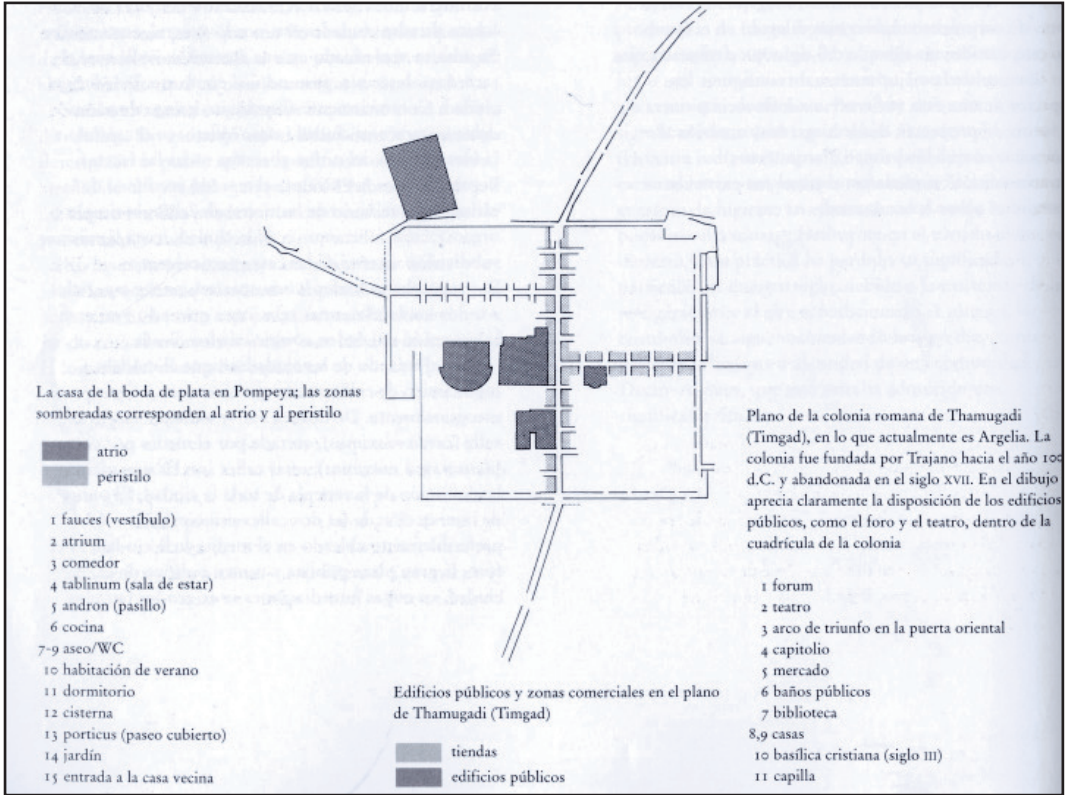 La casa de la boda de plata en Pompeya; las zonas
sombreadas corresponden al atrio y al peristilo
atrio
peristilo
1 fauces (vestíbulo)
2 atrium
3 comedor
4 tablinum (sala de estar)
5 andron (pasillo)
6 cocina
7-9 aseo/WC
10 habitación de verano
11 dormitorio
12 cisterna
13 porticus (paseo cubierto)
14 jardín
15 entrada a la casa vecina
Edificios públicos y zonas comerciales en el plano
de Thamugadi (Timgad)
tiendas
edificios públicos
Plano de la colonia romana de Thamugadi
(Timgad), en lo que actualmente es Argelia. La
colonia fue fundada por Trajano hacia el año 100
d.C. y abandonada en el siglo XVII. En el dibujo
aprecia claramente la disposición de los edificios
públicos, como el foro y el teatro, dentro de la
cuadrícula de la colonia
1 forum
2 teatro
3 arco de triunfo en la puerta oriental
4 capitolio
5 mercado
6 baños públicos
7 biblioteca
8,9 casas
10 basílica cristiana (siglo III)
11 capilla